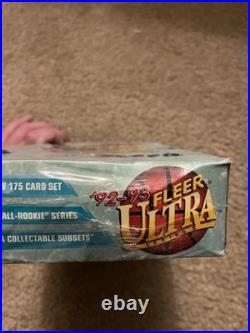 175 CARD SET
ALL-ROOKIE SERIES
COLLECTABLE SUBSETS
'92-'93
FLEER
ULTRA